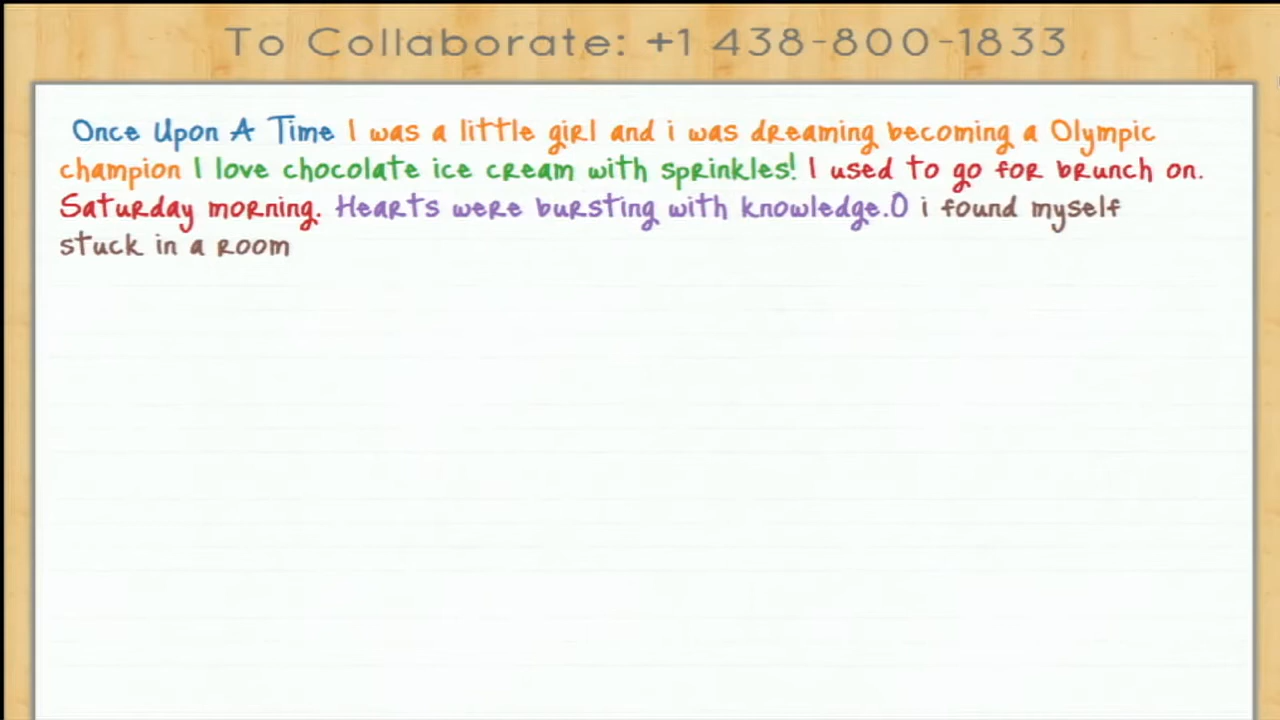 To Collaborate: +1 438-800-1833
Once Upon A Time I was a little girl and i was dreaming becoming a Olympic
champion I love chocolate ice cream with sprinkles! I used to go for brunch on.
Saturday morning. Hearts were bursting with knowledge.O i found myself
stuck in a room